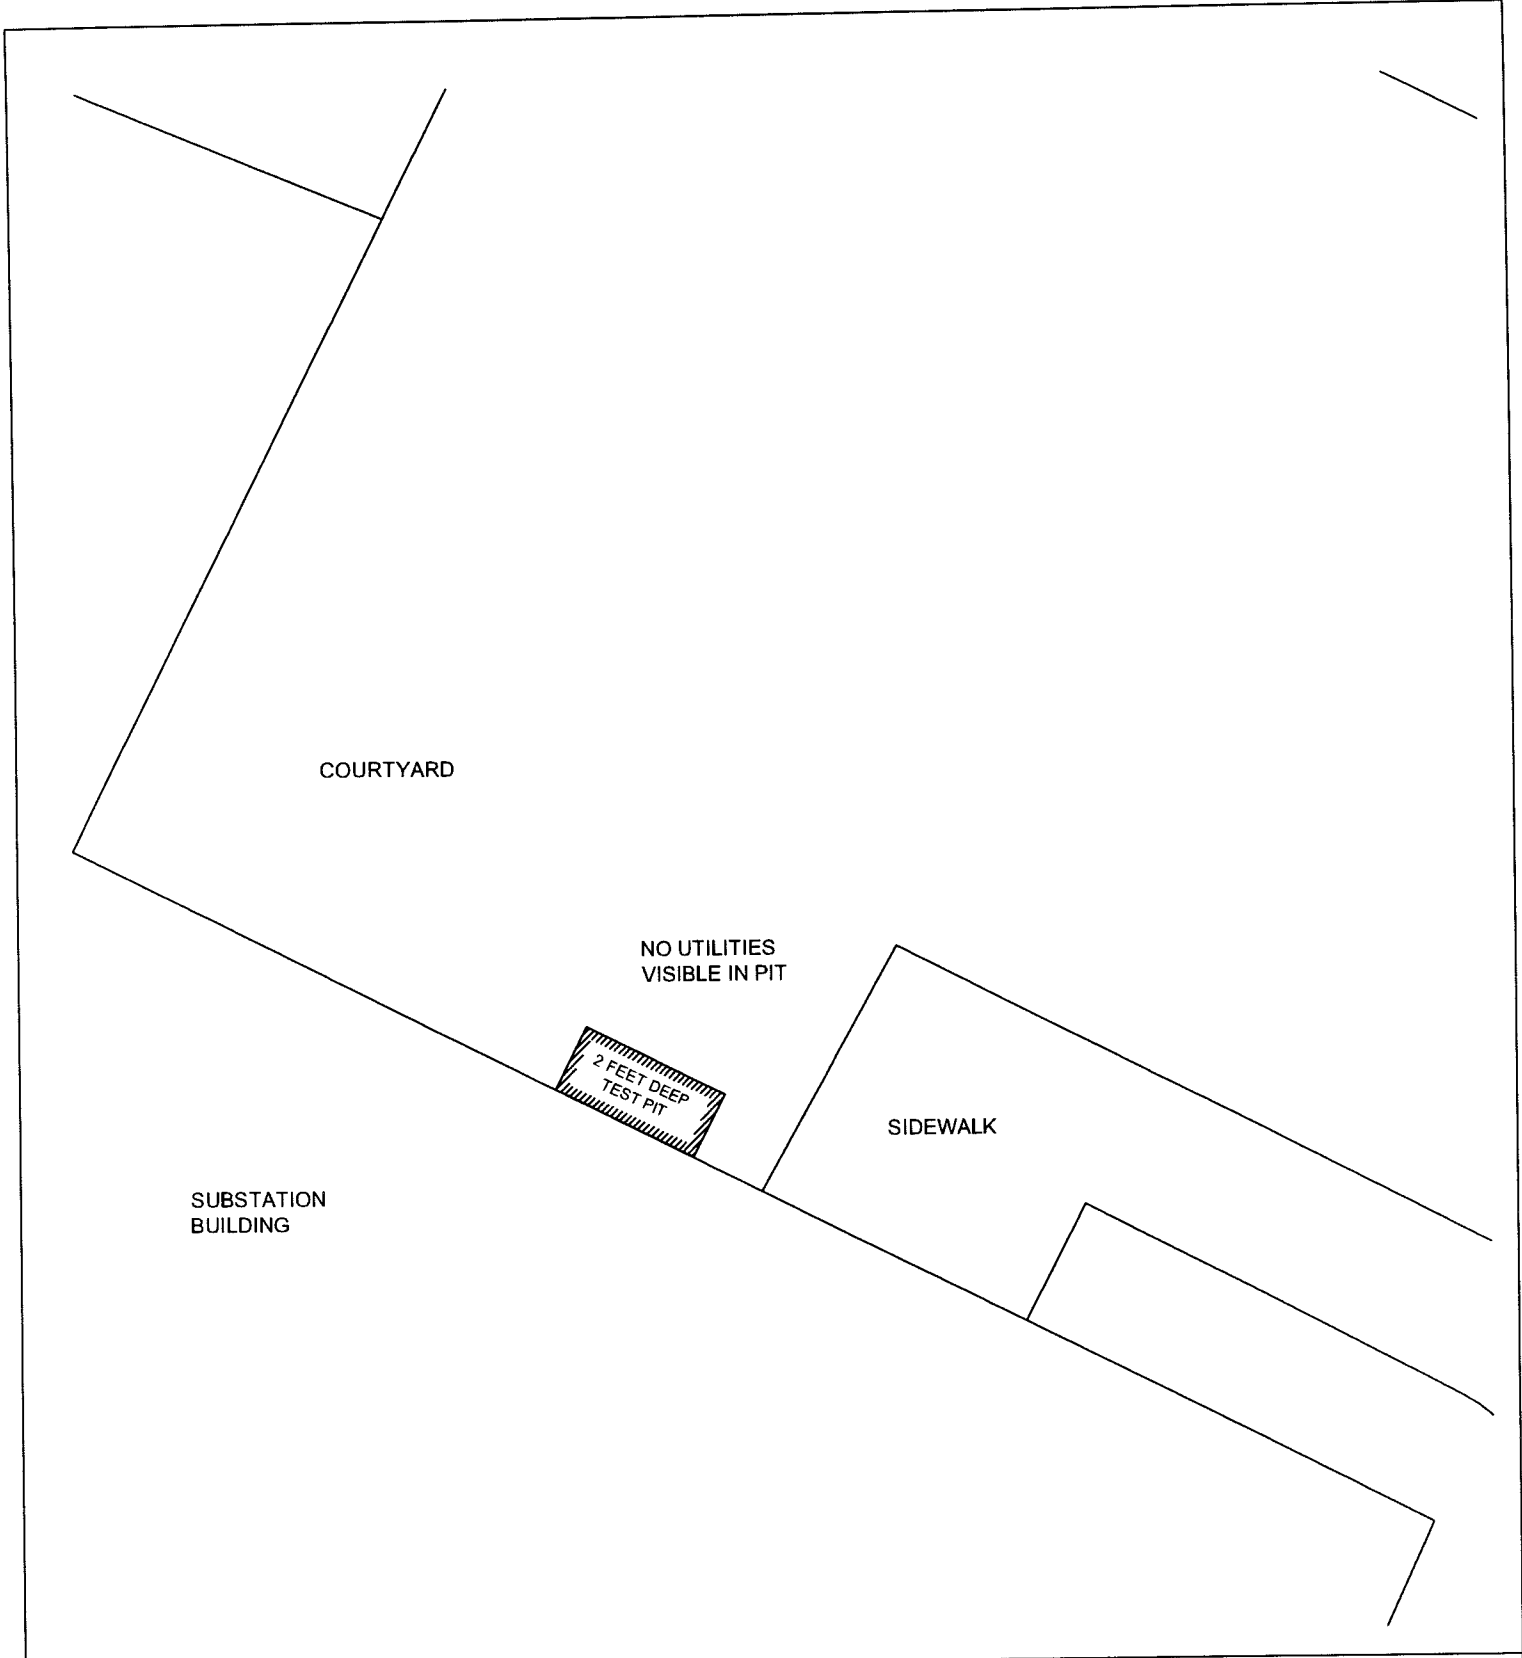 COURTYARD
NO UTILITIES
VISIBLE IN PIT
2 FEET DEEP
TEST PIT
SIDEWALK
SUBSTATION
BUILDING